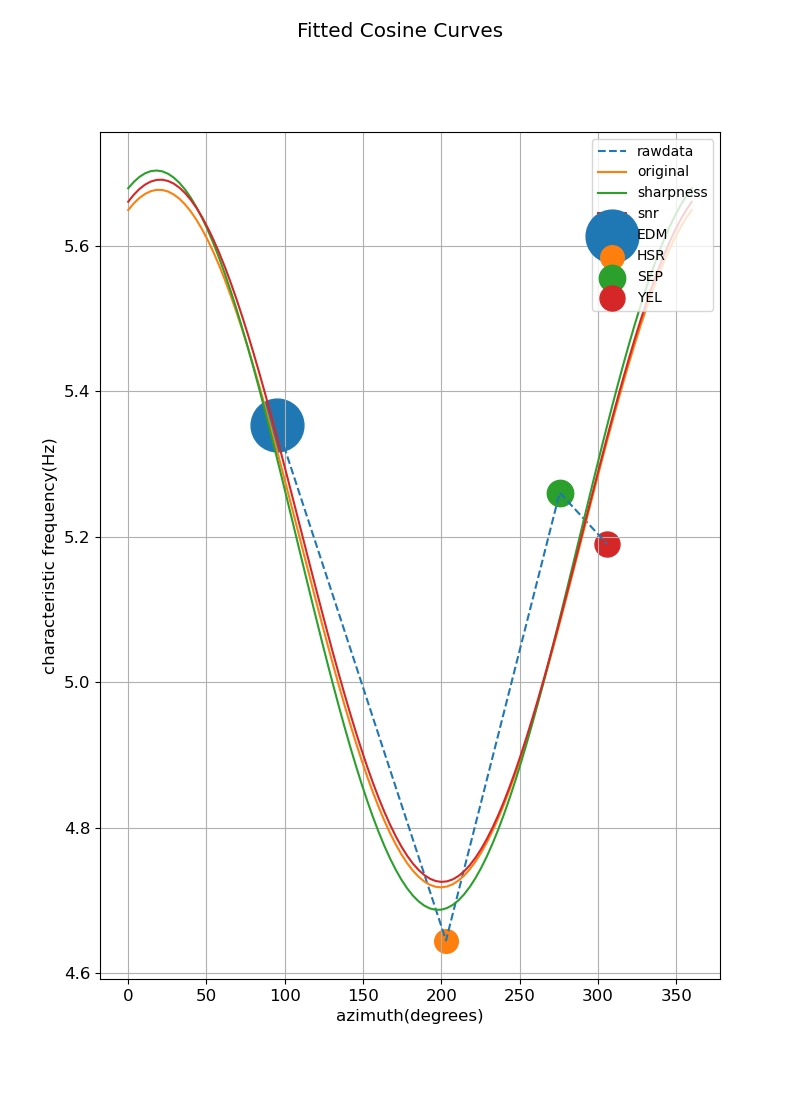 Fitted Cosine Curves
rawdata
original
sharpness
snr
EDM
HSR
SEP
YEL
5.6
5.4
5.2
5.0
4.8
4.6
characteristic frequency(Hz)
0 50 100 150 200 250 300 350
azimuth(degrees)